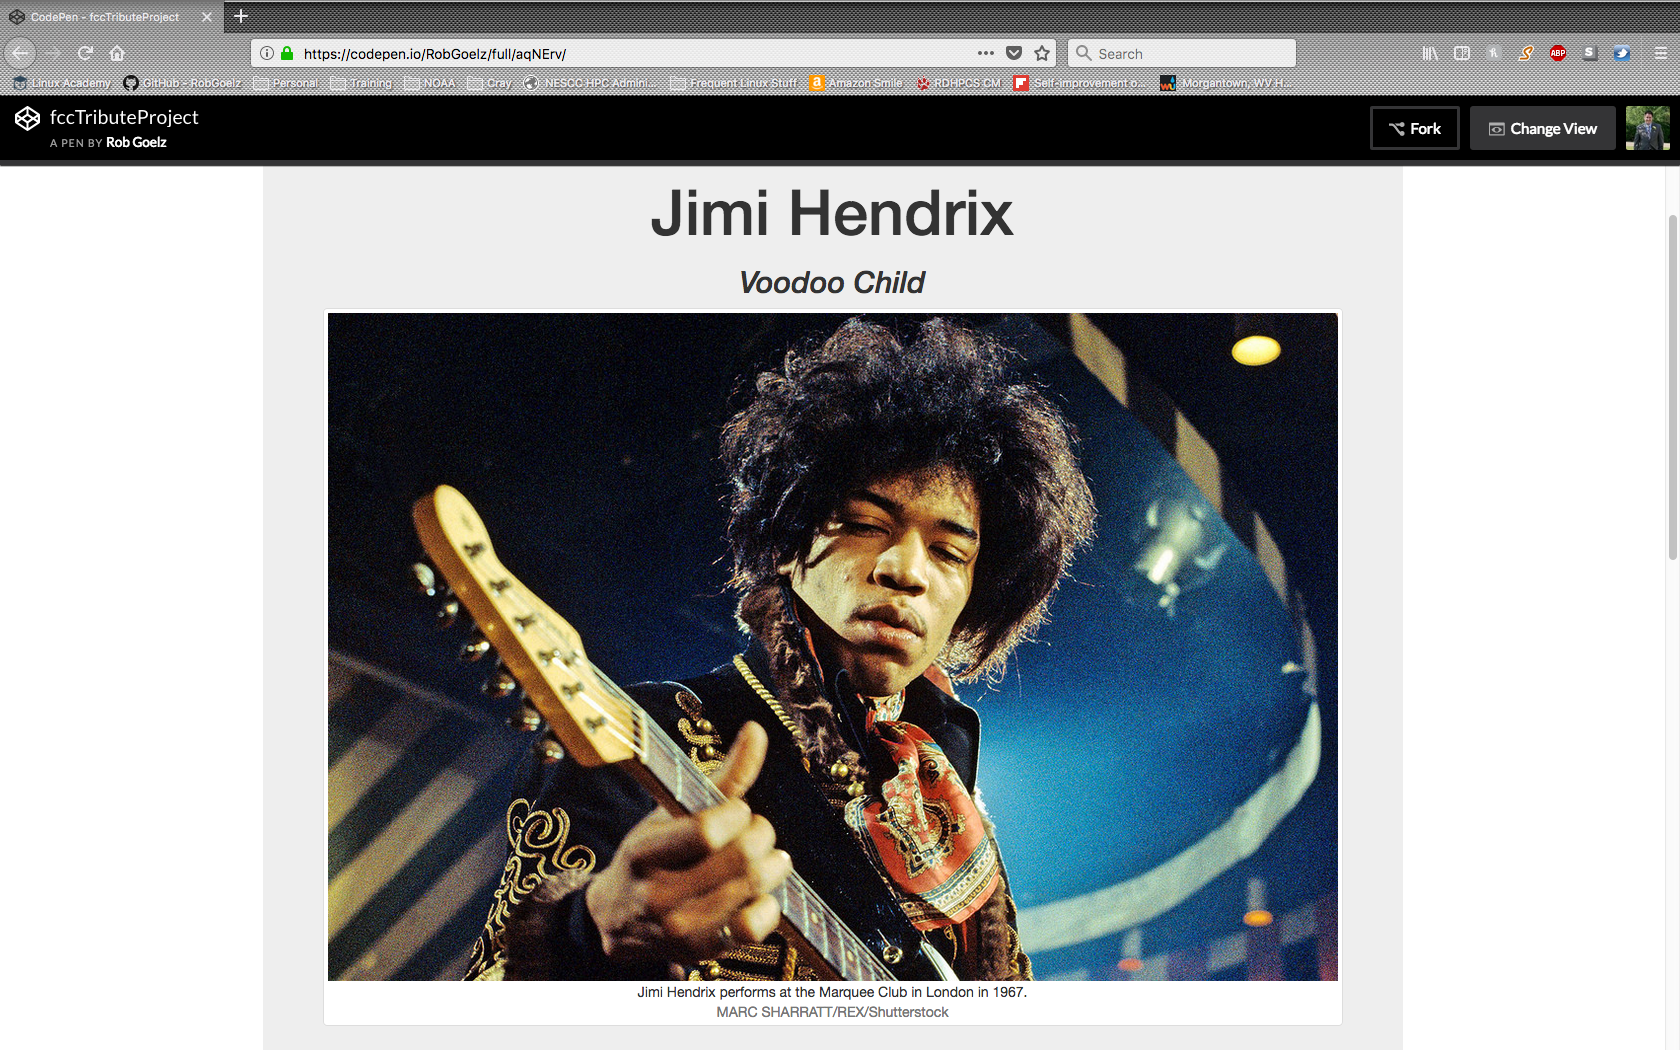 CodePen - fccTributeProject
https://codepen.io/RobGoelz/full/aqNErv/
Search
ABP
S
Linux Academy
GitHub - RobGoelz
Personal
Training
NOAA
Cray
NESCC HPC Admini...
Frequent Linux Stuff
a
Amazon Smile
RDHPCS CM
Self-improvement o...
wu
Morgantown, WV H...
fccTributeProject
A PEN BY Rob Goelz
Fork
Change View
Jimi Hendrix
Voodoo Child
Jimi Hendrix performs at the Marquee Club in London in 1967.
MARC SHARRATT/REX/Shutterstock